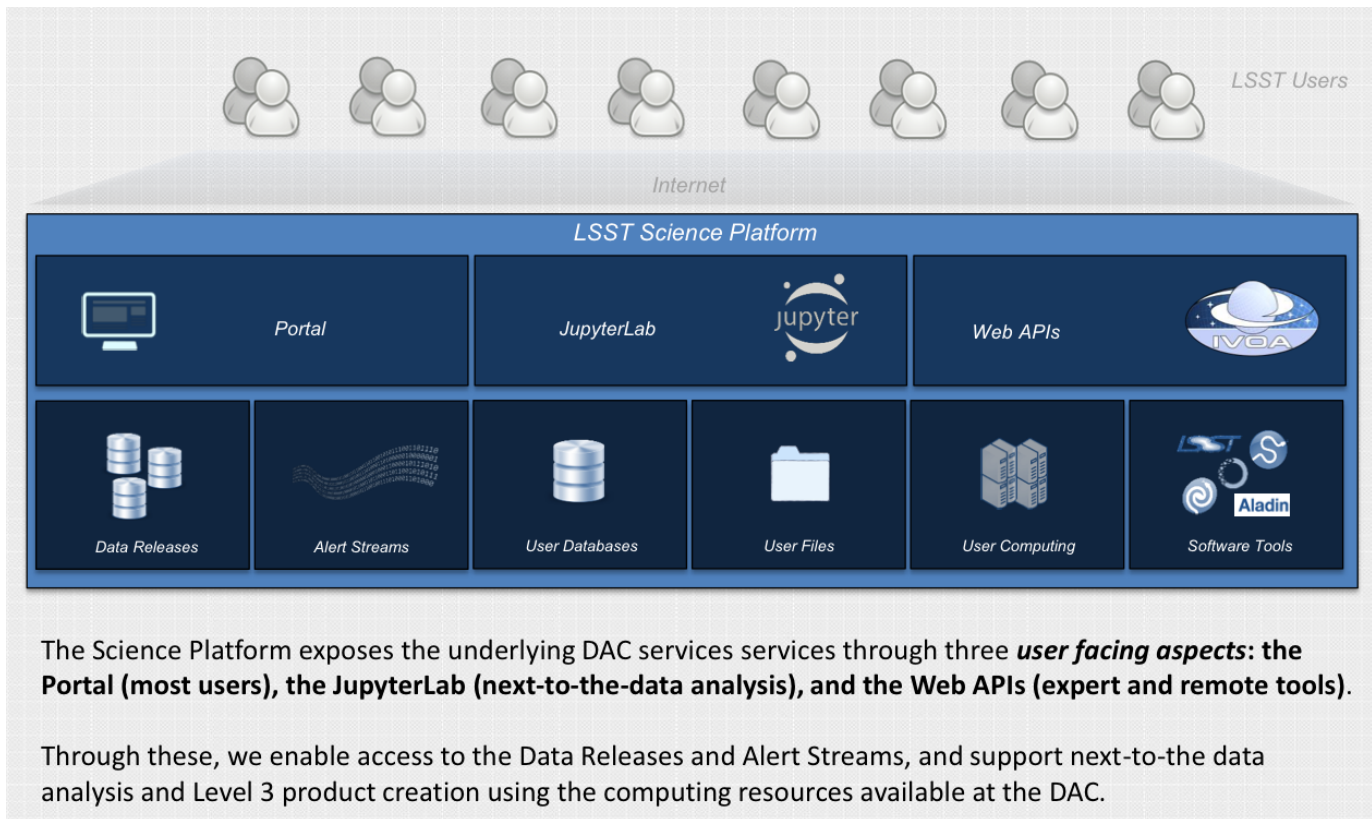 LSST Users
Internet
LSST Science Platform
Portal
JupyterLab
jupyter
Web APIs
IVOA
LSST
Aladin
Data Releases
Alert Streams
User Databases
User Files
User Computing
Software Tools
The Science Platform exposes the underlying DAC services services through three user facing aspects: the
Portal (most users), the JupyterLab (next-to-the-data analysis), and the Web APIs (expert and remote tools).
Through these, we enable access to the Data Releases and Alert Streams, and support next-to-the data
analysis and Level 3 product creation using the computing resources available at the DAC.